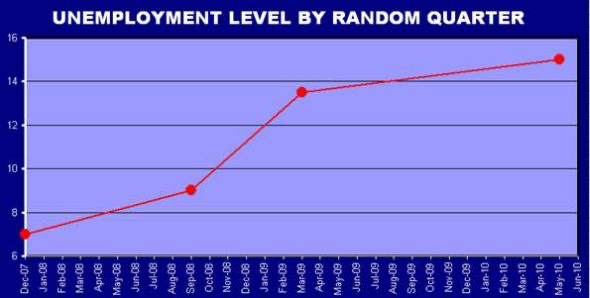 UNEMPLOYMENT LEVEL BY RANDOM QUARTER
16
14
12
10
8
6
Dec-07
Jan-08
Feb-08
Mar-08
Apr-08
May-08
Jun-08
Jul-08
Aug-08
Sep-08
Oct-08
Nov-08
Dec-08
Jan-09
Feb-09
Mar-09
Apr-09
May-09
Jun-09
Jul-09
Aug-09
Sep-09
Oct-09
Nov-09
Dec-09
Jan-10
Feb-10
Mar-10
Apr-10
May-10
Jun-10